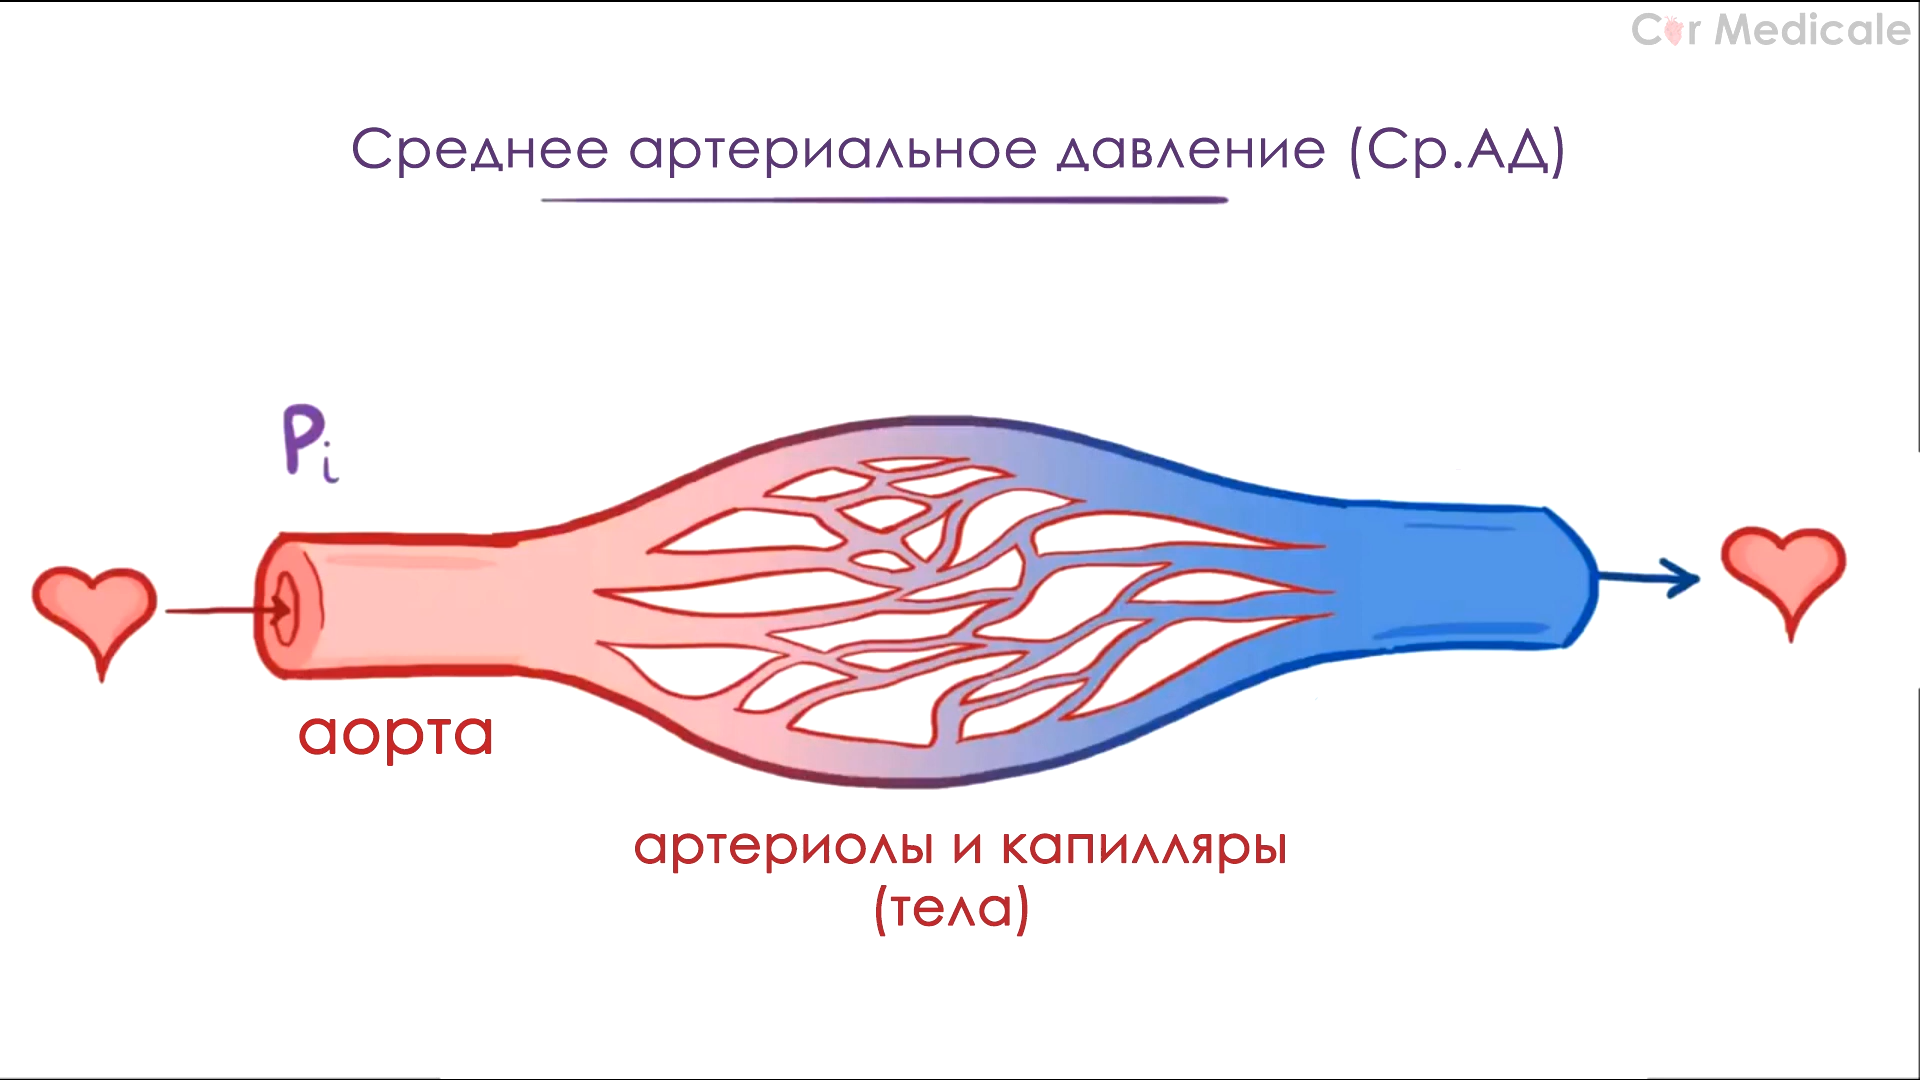 Cor Medicale
Среднее артериальное давление (Ср.АД)
Pi
аорта
артериолы и капилляры
(тела)